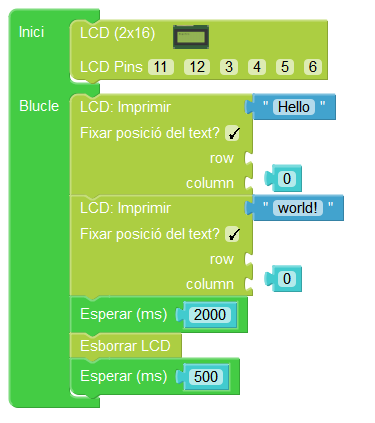 Inici
LCD (2x16)
LCD Pins 11 12 3 4 5 6
Blucle
LCD: Imprimir " Hello "
Fixar posició del text?
row
column 0
LCD: Imprimir " world! "
Fixar posició del text?
row
column 0
Esperar (ms) 2000
Esborrar LCD
Esperar (ms) 500